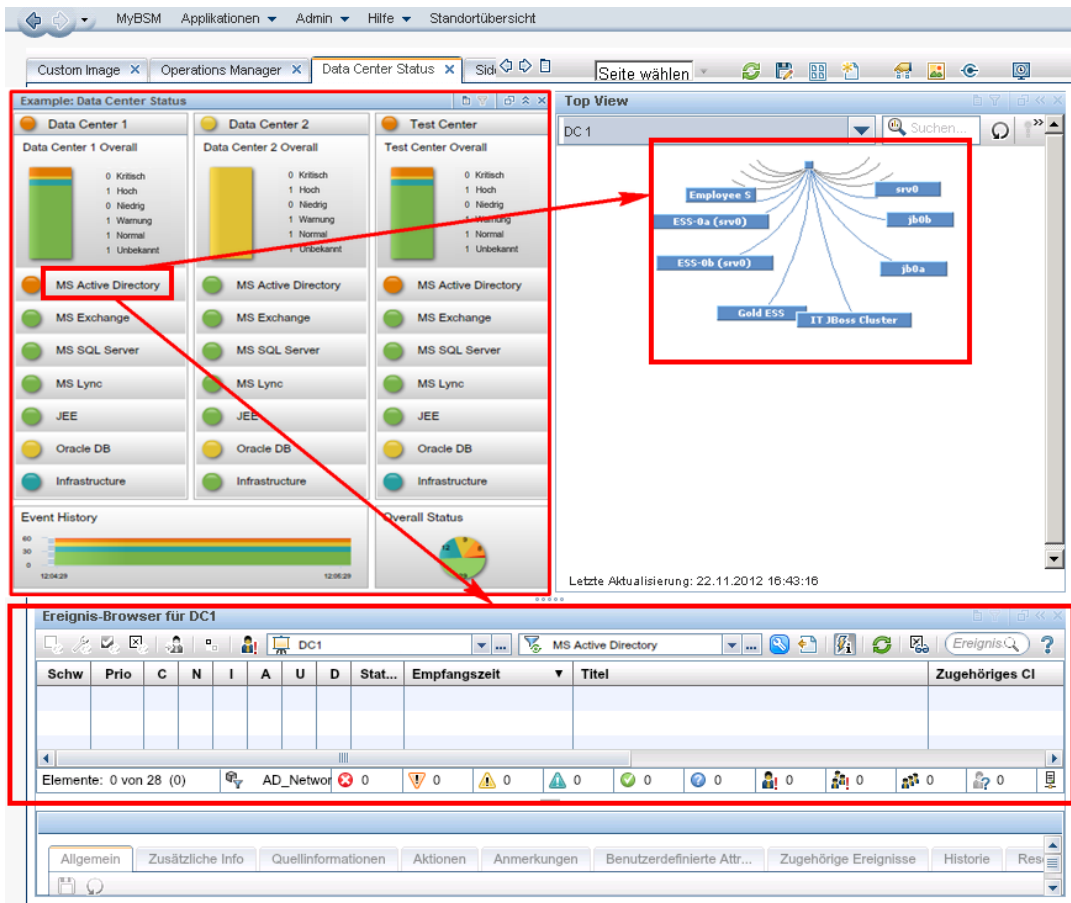 MyBSM Applikationen Admin Hilfe Standortübersicht
Custom Image Operations Manager Data Center Status Side Seite wählen
Example: Data Center Status
Data Center 1 Data Center 2 Test Center
Data Center 1 Overall Data Center 2 Overall Test Center Overall
0 Kritisch 0 Kritisch 0 Kritisch
1 Hoch 1 Hoch 1 Hoch
0 Niedrig 0 Niedrig 0 Niedrig
1 Warnung 1 Warnung 1 Warnung
1 Normal 1 Normal 1 Normal
1 Unbekannt 1 Unbekannt 1 Unbekannt
MS Active Directory MS Active Directory MS Active Directory
MS Exchange MS Exchange MS Exchange
MS SQL Server MS SQL Server MS SQL Server
MS Lync MS Lync MS Lync
JEE JEE JEE
Oracle DB Oracle DB Oracle DB
Infrastructure Infrastructure Infrastructure
Event History Overall Status
60
30
0
12:04:29 12:05:29
12 9 8
Top View
DC 1 Suchen...
Employee S srv0
ESS-0a (srv0) jb0b
ESS-0b (srv0) jb0a
Gold ESS IT JBoss Cluster
Letzte Aktualisierung: 22.11.2012 16:43:16
Ereignis-Browser für DC1
DC1 ... MS Active Directory ... Ereignis
Schw Prio C N I A U D Stat... Empfangszeit Titel Zugehöriges CI
Elemente: 0 von 28 (0) AD_Networ 0 0 0 0 0 0 0 0 0 0
Allgemein Zusätzliche Info Quellinformationen Aktionen Anmerkungen Benutzerdefinierte Attr... Zugehörige Ereignisse Historie Res